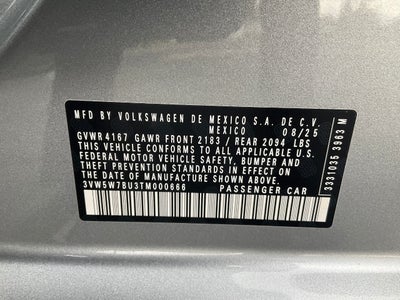 MFD BY VOLKSWAGEN DE MEXICO S.A. DE C.V.
MEXICO 08/25
GVWR 4167 GAWR FRONT 2183 / REAR 2094 LBS
THIS VEHICLE CONFORMS TO ALL APPLICABLE U.S.
FEDERAL MOTOR VEHICLE SAFETY, BUMPER AND
THEFT PREVENTION STANDARDS IN EFFECT ON
THE DATE OF MANUFACTURE SHOWN ABOVE.
3VW5W7BU3TM000666 PASSENGER CAR
3331035 3963 M